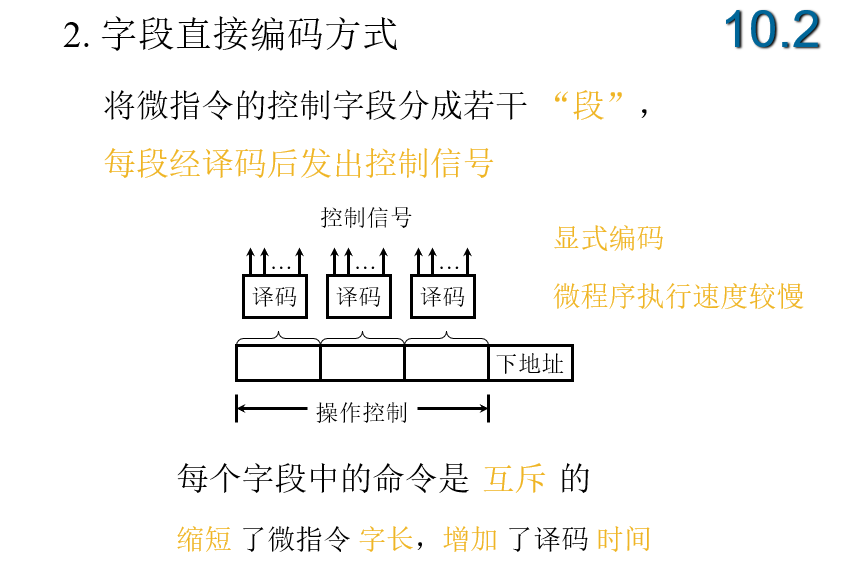 2. 字段直接编码方式
10.2
将微指令的控制字段分成若干 “段”，
每段经译码后发出控制信号
控制信号
显式编码
… … …
译码 译码 译码
微程序执行速度较慢
下地址
操作控制
每个字段中的命令是 互斥 的
缩短 了微指令 字长，增加 了译码 时间